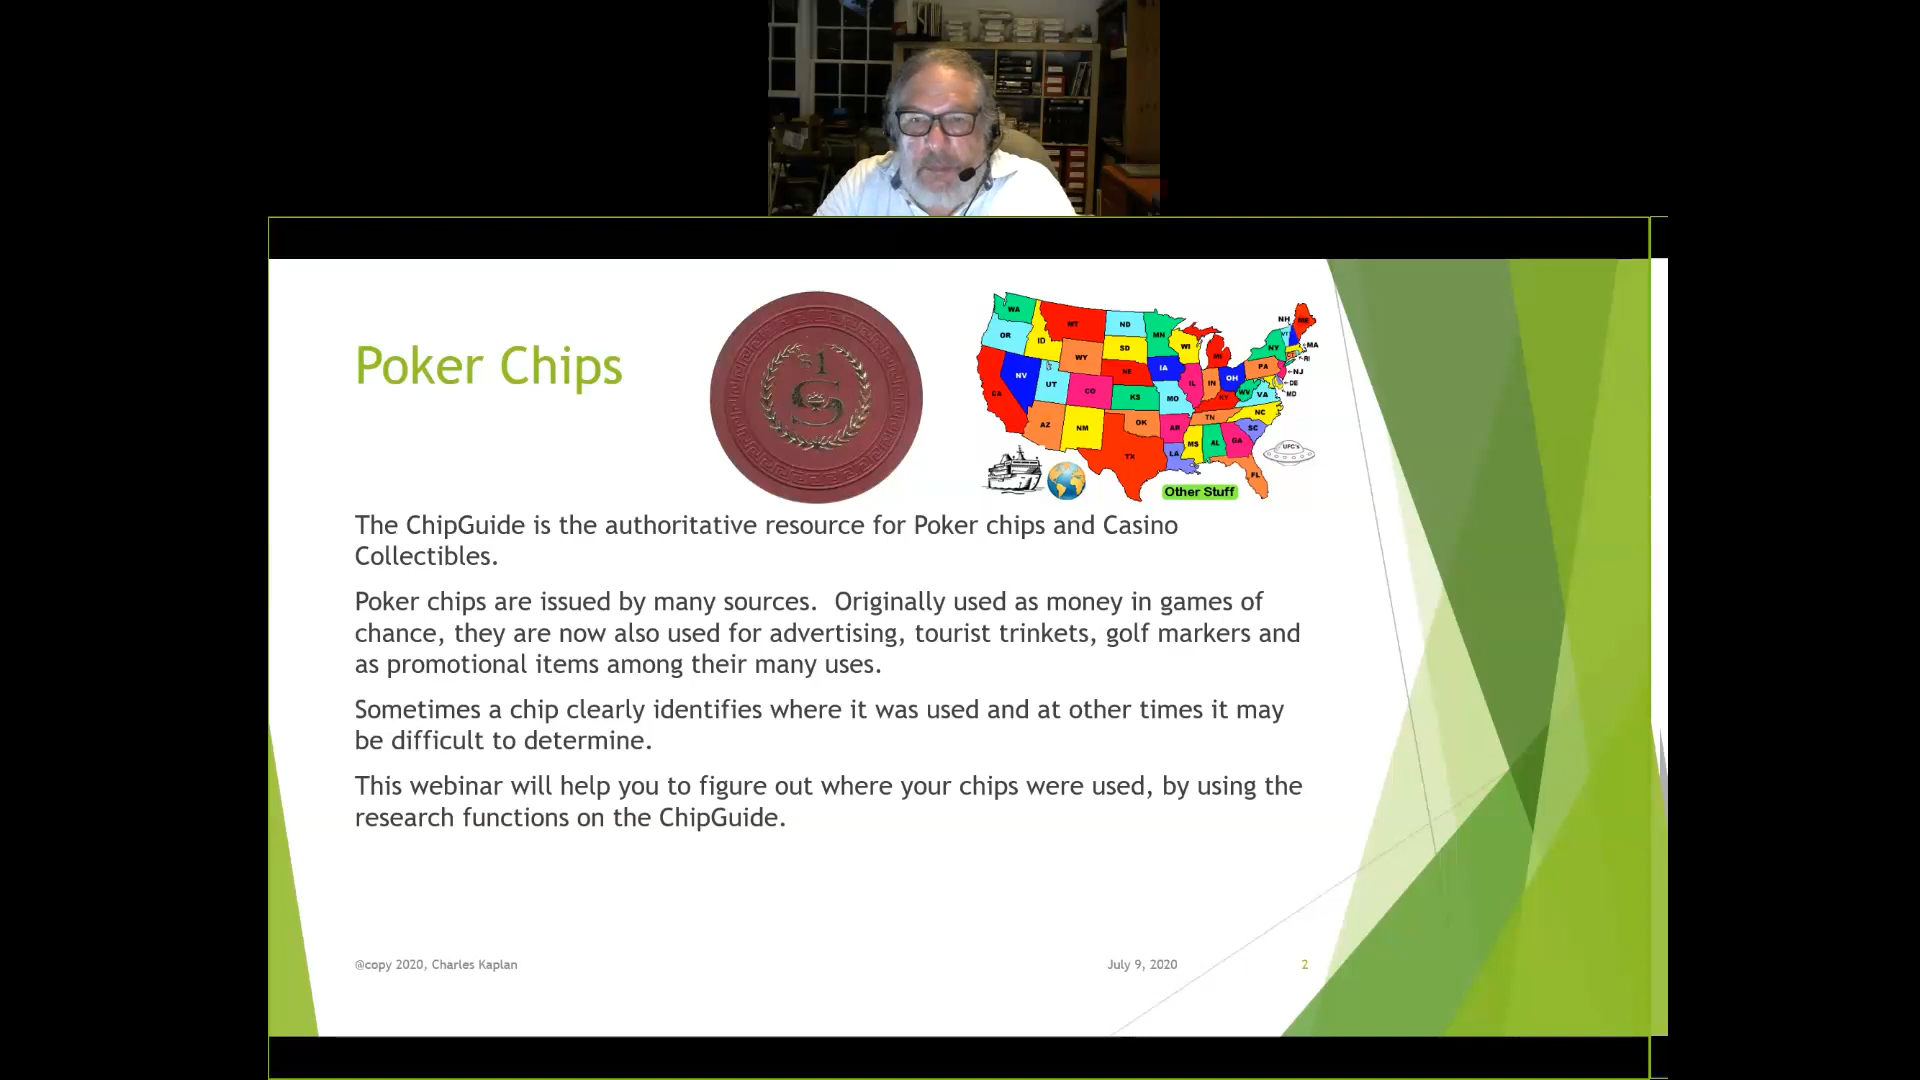 Poker Chips
$1
S
WA
MT
ND
MN
OR
ID
WY
SD
WI
MI
NY
NH
VT
ME
MA
CT
RI
NV
UT
NE
IA
IL
IN
OH
PA
NJ
DE
MD
CA
CO
KS
MO
KY
WV
VA
AZ
NM
OK
AR
TN
NC
SC
TX
LA
MS
AL
GA
FL
UFC's
Other Stuff
The ChipGuide is the authoritative resource for Poker chips and Casino
Collectibles.
Poker chips are issued by many sources.  Originally used as money in games of
chance, they are now also used for advertising, tourist trinkets, golf markers and
as promotional items among their many uses.
Sometimes a chip clearly identifies where it was used and at other times it may
be difficult to determine.
This webinar will help you to figure out where your chips were used, by using the
research functions on the ChipGuide.
@copy 2020, Charles Kaplan
July 9, 2020
2